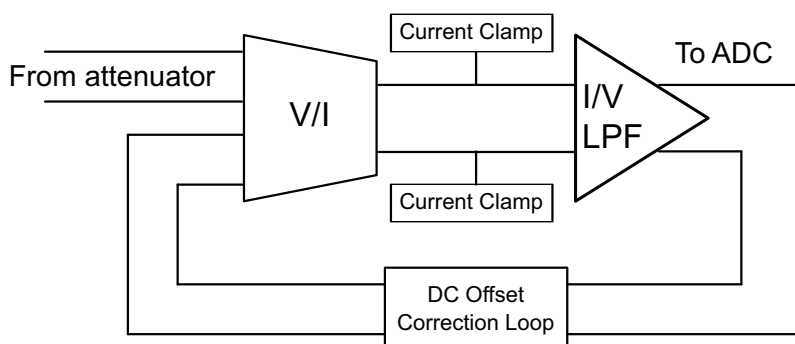 Current Clamp
To ADC
From attenuator
V/I
I/V
LPF
Current Clamp
DC Offset
Correction Loop